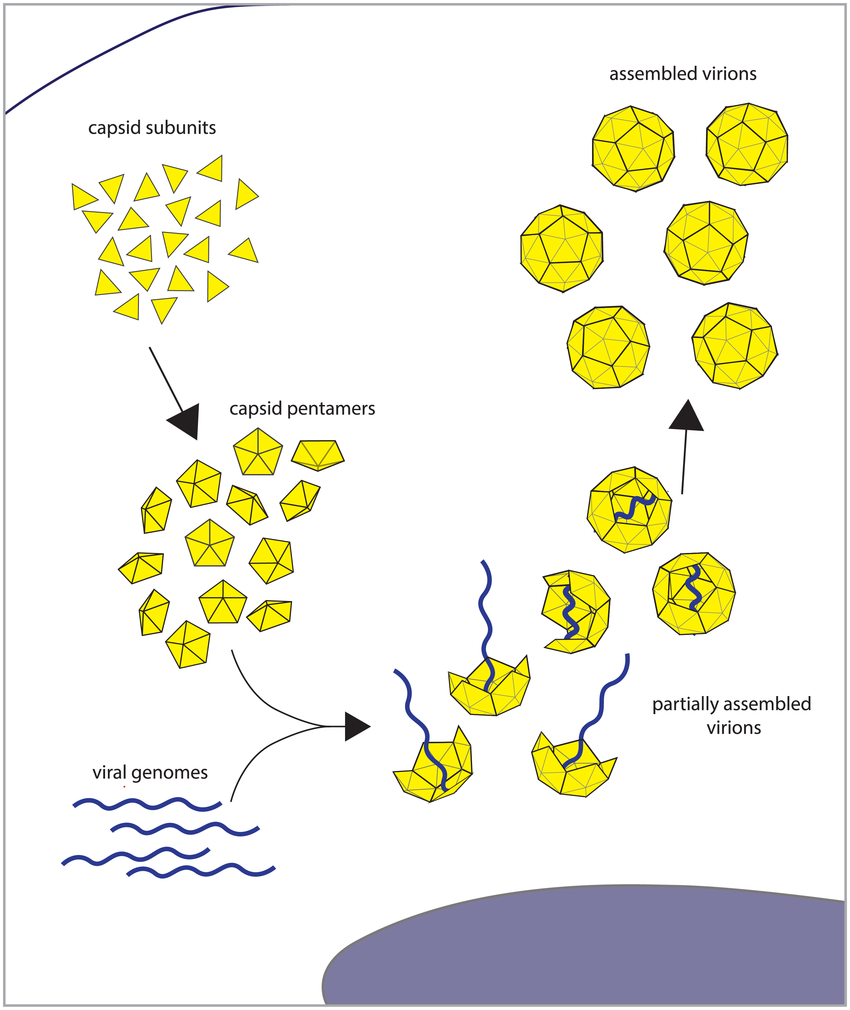 assembled virions
capsid subunits
capsid pentamers
partially assembled
virions
viral genomes